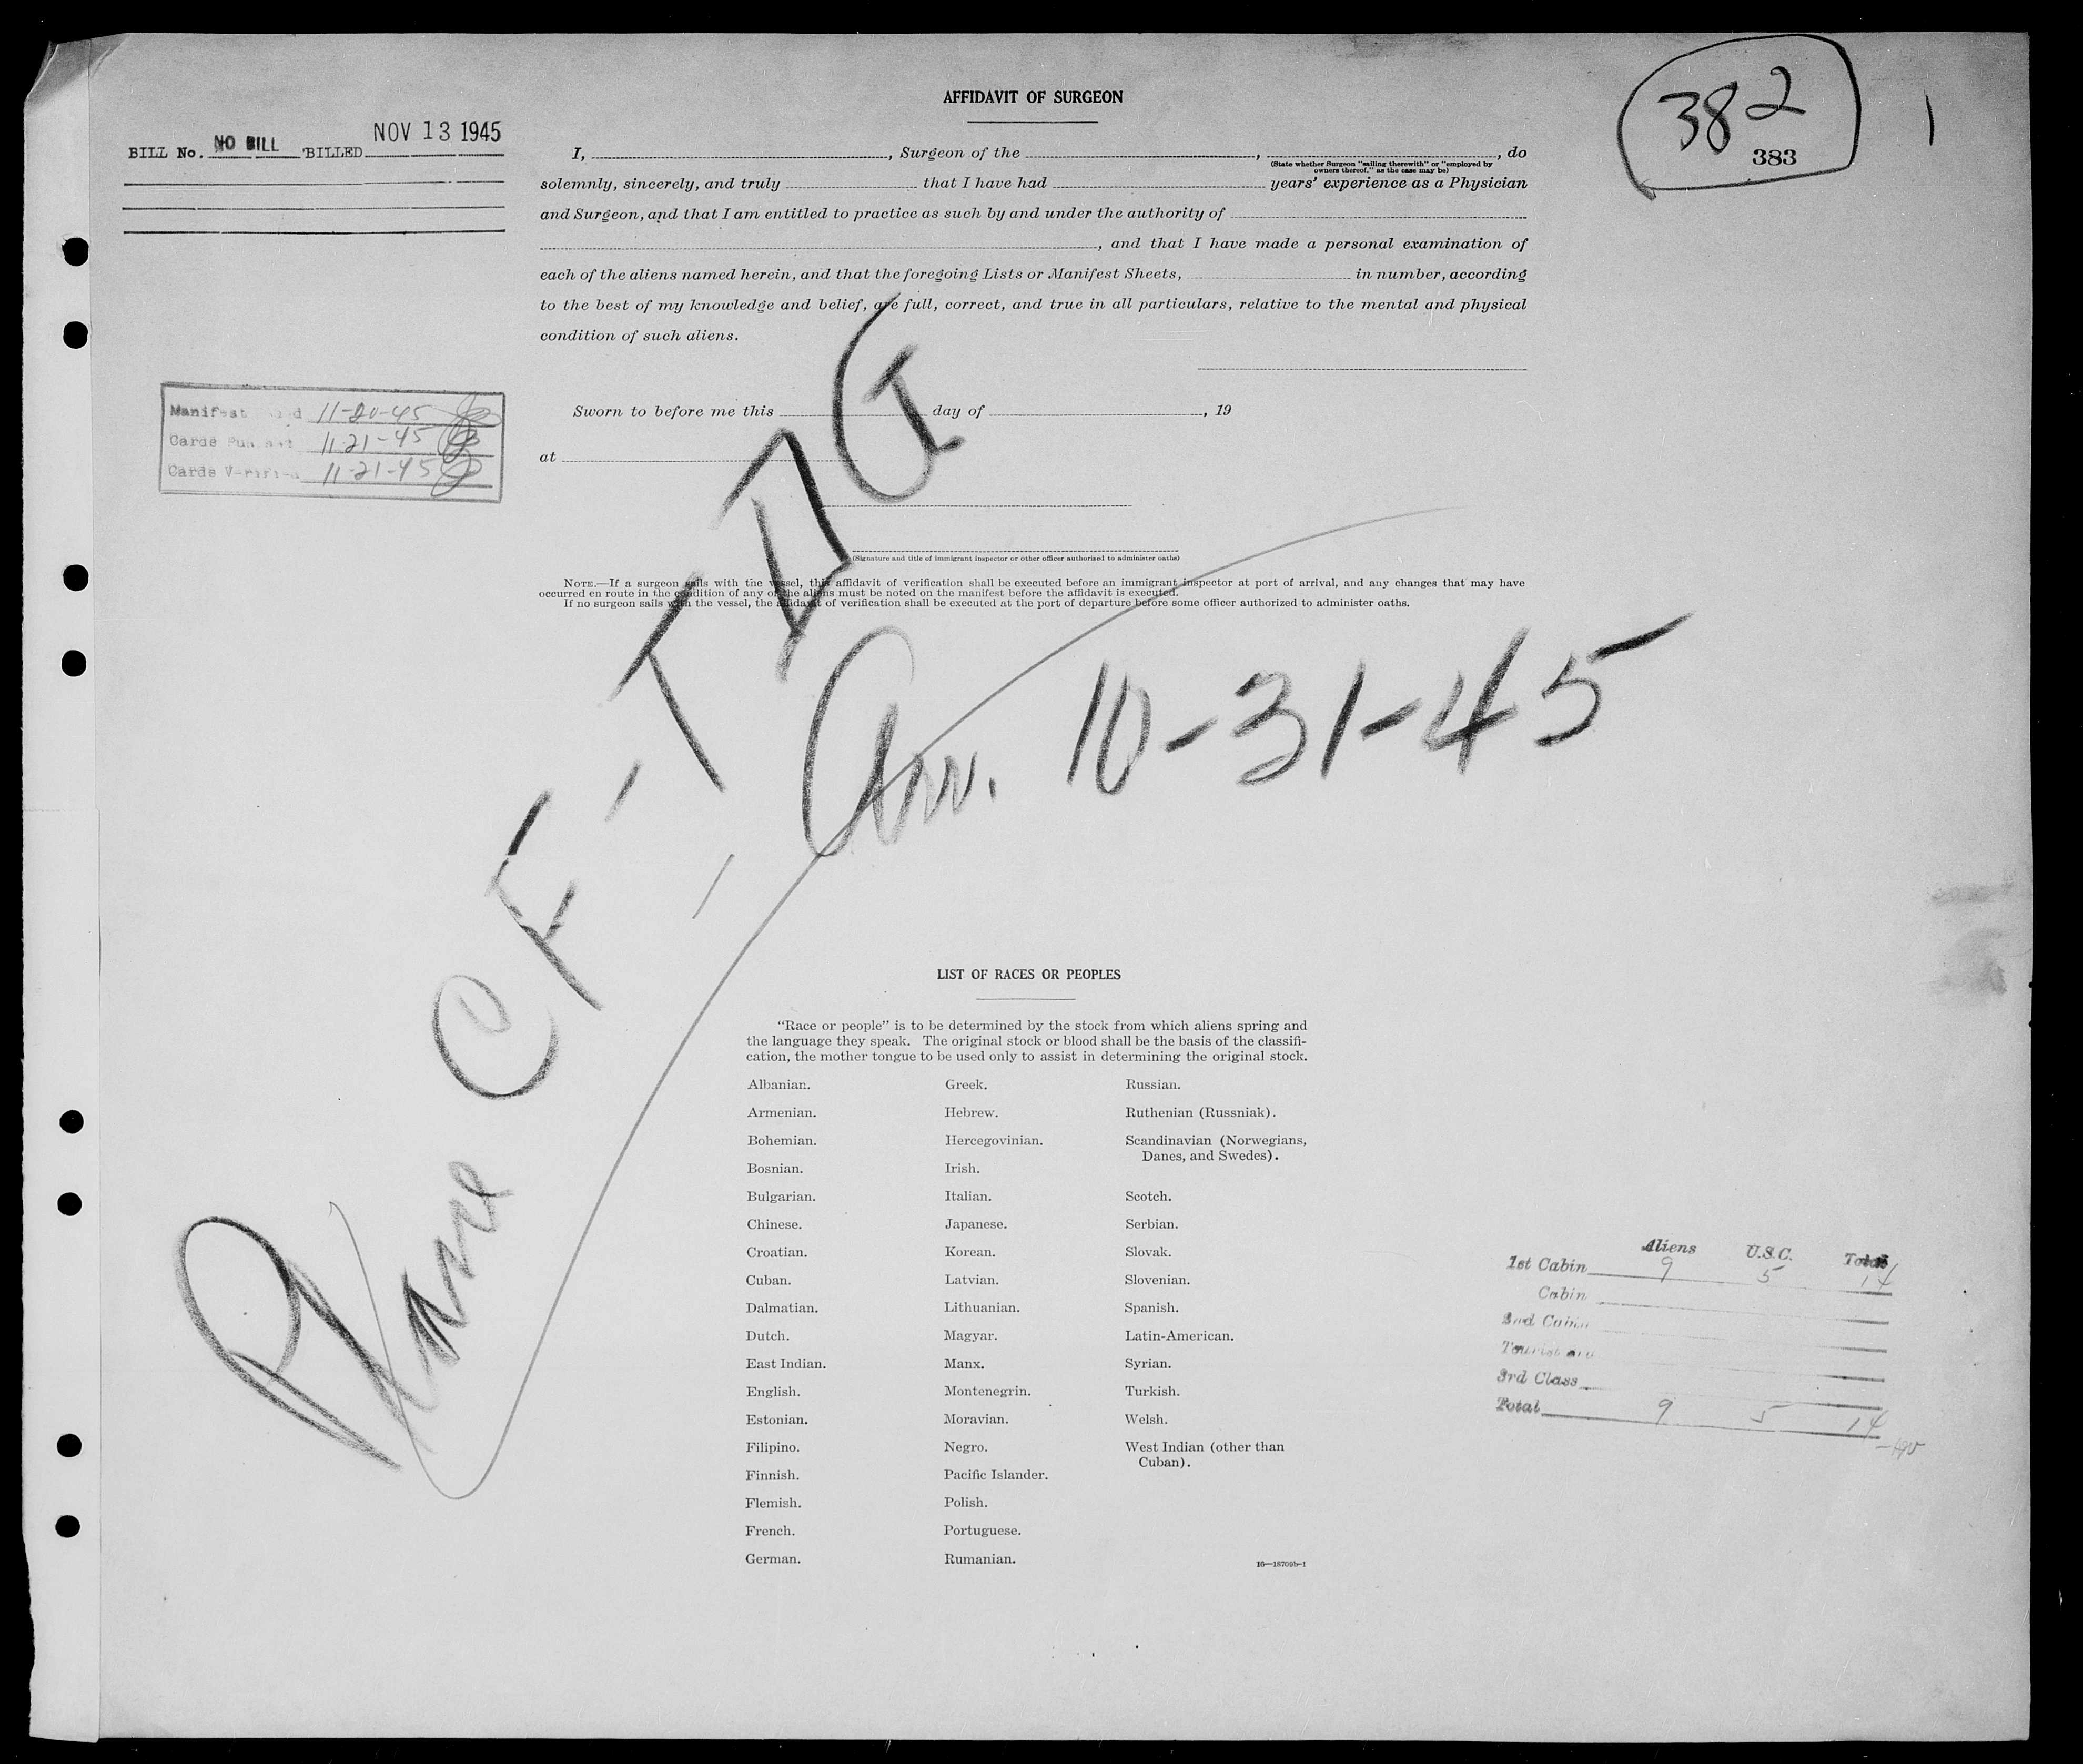 AFFIDAVIT OF SURGEON
382
1
383
BILL No. NO BILL BILLED NOV 13 1945
I, , Surgeon of the , , do
(State whether Surgeon "sailing therewith" or "employed by
owners thereof," as the case may be)
solemnly, sincerely, and truly that I have had years' experience as a Physician
and Surgeon, and that I am entitled to practice as such by and under the authority of
, and that I have made a personal examination of
each of the aliens named herein, and that the foregoing Lists or Manifest Sheets, in number, according
to the best of my knowledge and belief, are full, correct, and true in all particulars, relative to the mental and physical
condition of such aliens.
Manifest 11-20-45
Cards 11-21-45
Cards Verified 11-21-45
Sworn to before me this day of , 19
at
(Signature and title of immigrant inspector or other officer authorized to administer oaths)
NOTE.—If a surgeon sails with the vessel, this affidavit of verification shall be executed before an immigrant inspector at port of arrival, and any changes that may have
occurred en route in the condition of any of the aliens must be noted on the manifest before the affidavit is executed.
If no surgeon sails with the vessel, the affidavit of verification shall be executed at the port of departure before some officer authorized to administer oaths.
Plane CF-TDG
Arr. 10-31-45
LIST OF RACES OR PEOPLES
"Race or people" is to be determined by the stock from which aliens spring and
the language they speak. The original stock or blood shall be the basis of the classifi-
cation, the mother tongue to be used only to assist in determining the original stock.
Albanian. Greek. Russian.
Armenian. Hebrew. Ruthenian (Russniak).
Bohemian. Hercegovinian. Scandinavian (Norwegians,
Danes, and Swedes).
Bosnian. Irish.
Bulgarian. Italian. Scotch.
Chinese. Japanese. Serbian.
Croatian. Korean. Slovak.
Cuban. Latvian. Slovenian.
Dalmatian. Lithuanian. Spanish.
Dutch. Magyar. Latin-American.
East Indian. Manx. Syrian.
English. Montenegrin. Turkish.
Estonian. Moravian. Welsh.
Filipino. Negro. West Indian (other than
Cuban).
Finnish. Pacific Islander.
Flemish. Polish.
French. Portuguese.
German. Rumanian.
16—18709b-1
Aliens U.S.C. Total
1st Cabin 9 5 14
Cabin
2nd Cabin
3rd Class
Total 9 5 14